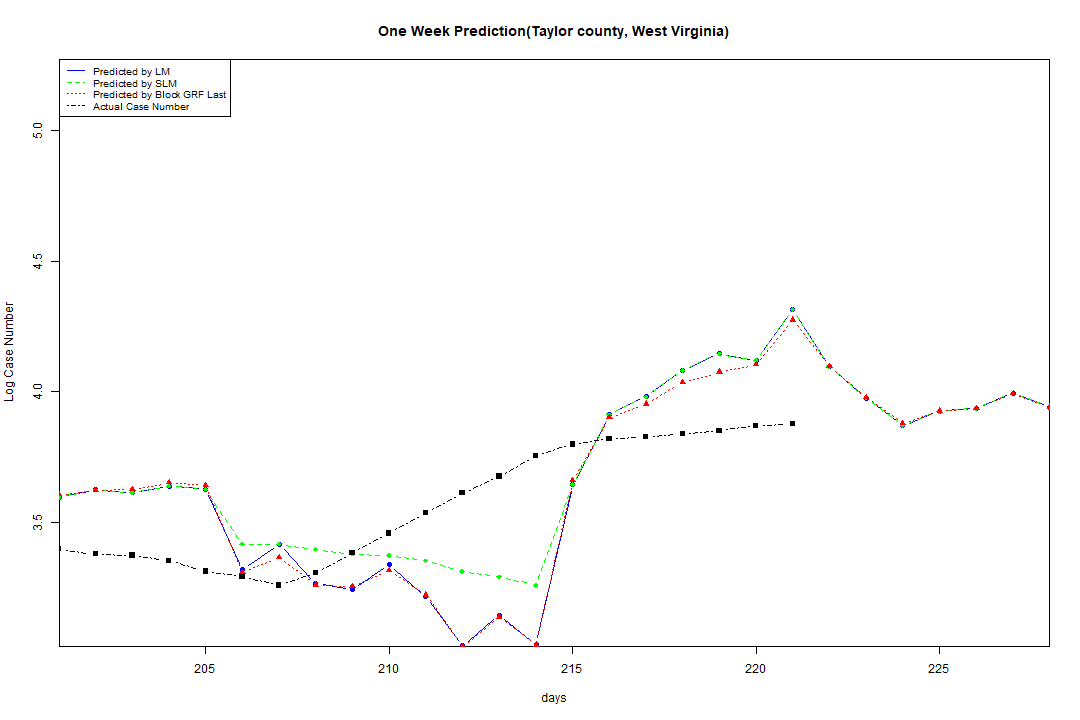 One Week Prediction(Taylor county, West Virginia)
Predicted by LM
Predicted by SLM
Predicted by Block GRF Last
Actual Case Number
5.0
4.5
4.0
3.5
Log Case Number
205 210 215 220 225
days